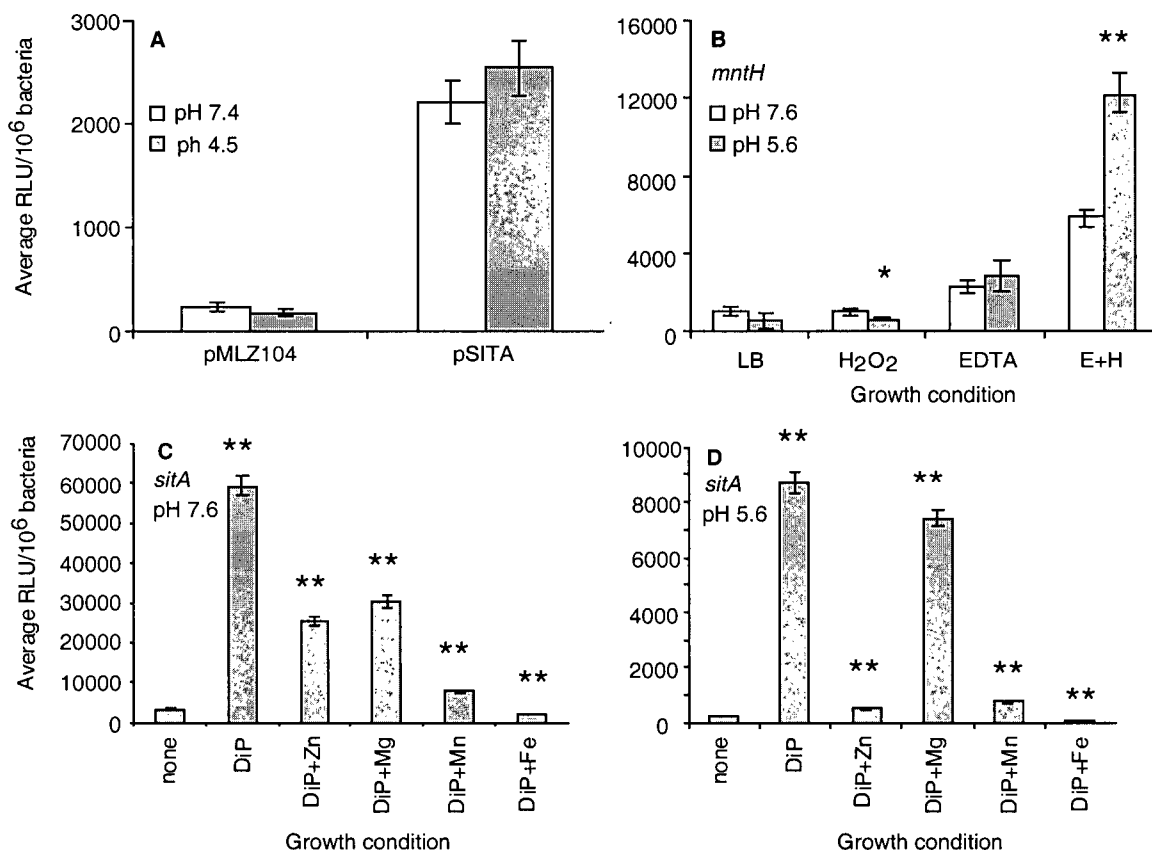 A
Average RLU/10⁶ bacteria
3000
2000
1000
0
pH 7.4
ph 4.5
pMLZ104
pSITA
B
mntH
pH 7.6
pH 5.6
16000
12000
8000
4000
0
*
**
LB
H₂O₂
EDTA
E+H
Growth condition
C
sitA
pH 7.6
Average RLU/10⁶ bacteria
70000
60000
50000
40000
30000
20000
10000
0
**
**
**
**
**
none
DiP
DiP+Zn
DiP+Mg
DiP+Mn
DiP+Fe
Growth condition
D
sitA
pH 5.6
10000
8000
6000
4000
2000
0
**
**
**
**
**
none
DiP
DiP+Zn
DiP+Mg
DiP+Mn
DiP+Fe
Growth condition